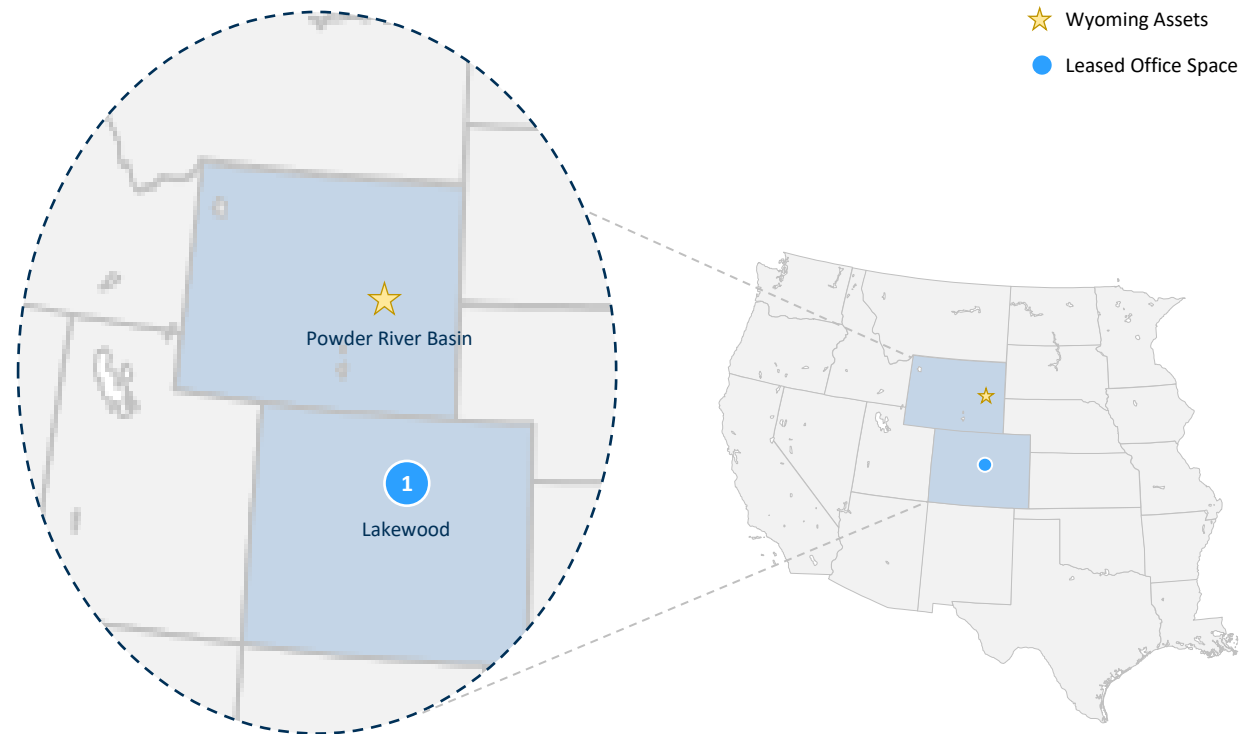 Wyoming Assets
Leased Office Space
Powder River Basin
1
Lakewood